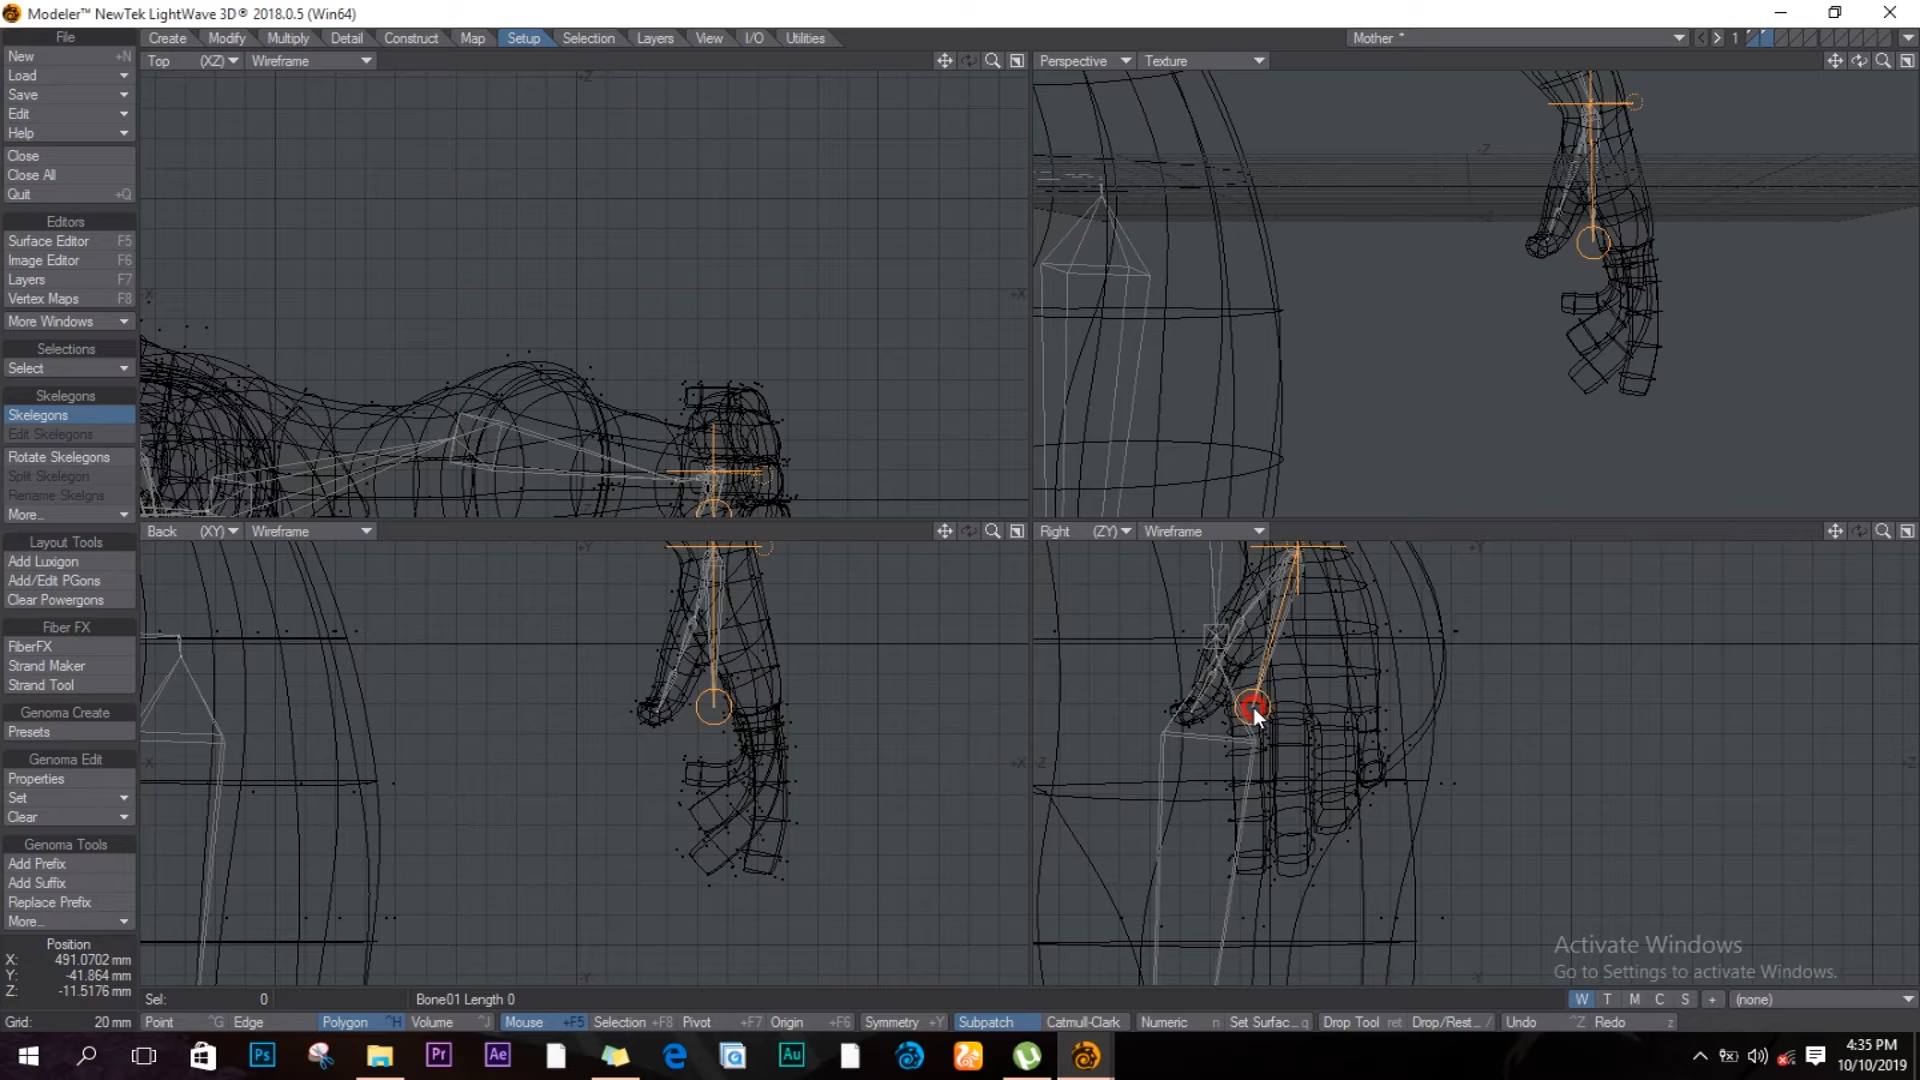 Modeler™ NewTek LightWave 3D® 2018.0.5 (Win64)
File
Create
Modify
Multiply
Detail
Construct
Map
Setup
Selection
Layers
View
I/O
Utilities
Mother *
1
New +N
Load
Save
Edit
Help
Close
Close All
Quit +Q
Editors
Surface Editor F5
Image Editor F6
Layers F7
Vertex Maps F8
More Windows
Selections
Select
Skelegons
Skelegons
Edit Skelegons
Rotate Skelegons
Split Skelegon
Rename Skelgns
More...
Layout Tools
Add Luxigon
Add/Edit PGons
Clear Powergons
Fiber FX
FiberFX
Strand Maker
Strand Tool
Genoma Create
Presets
Genoma Edit
Properties
Set
Clear
Genoma Tools
Add Prefix
Add Suffix
Replace Prefix
More...
Position
X: 491.0702 mm
Y: -41.864 mm
Z: -11.5176 mm
Grid: 20 mm
Top (XZ) Wireframe
Perspective Texture
Back (XY) Wireframe
Right (ZY) Wireframe
Activate Windows
Go to Settings to activate Windows.
Sel: 0
Bone01 Length 0
W T M C S + (none)
Point ^G
Edge
Polygon ^H
Volume ^J
Mouse +F5
Selection +F8
Pivot +F7
Origin +F6
Symmetry +Y
Subpatch
Catmull-Clark
Numeric n
Set Surfac... q
Drop Tool ret
Drop/Rest... /
Undo ^Z
Redo z
4:35 PM
10/10/2019